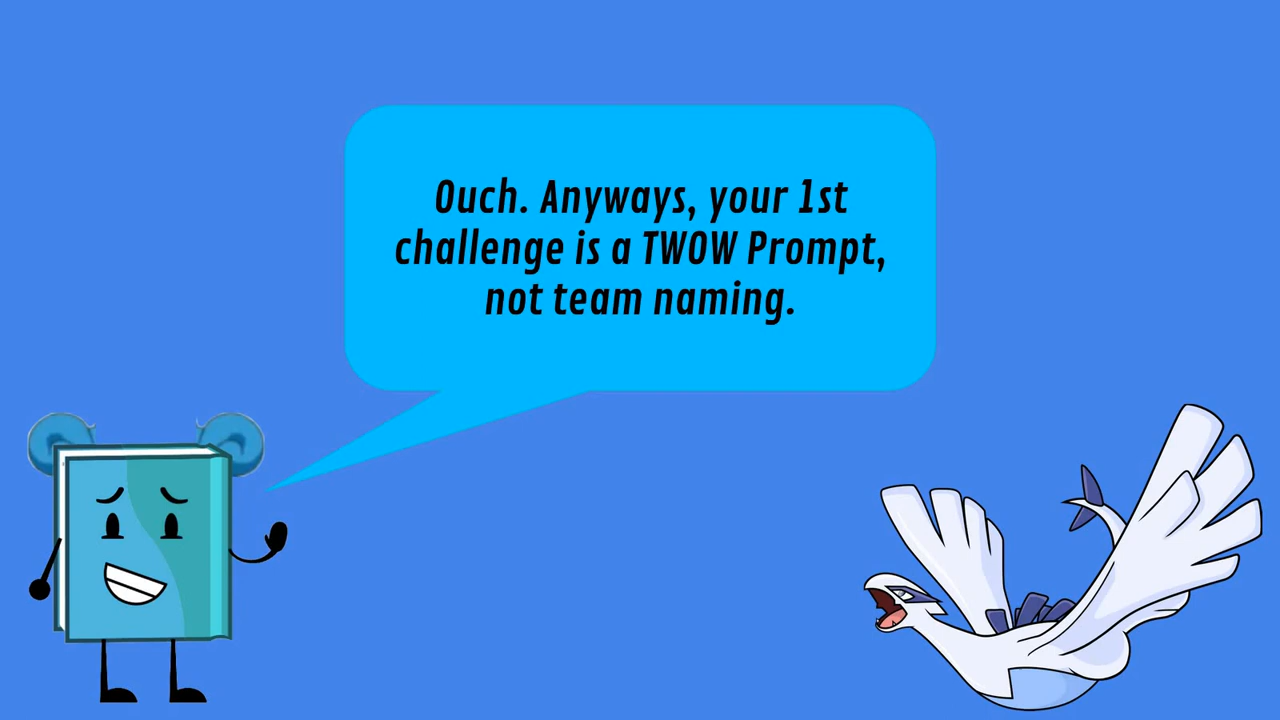 Ouch. Anyways, your 1st
challenge is a TWOW Prompt,
not team naming.